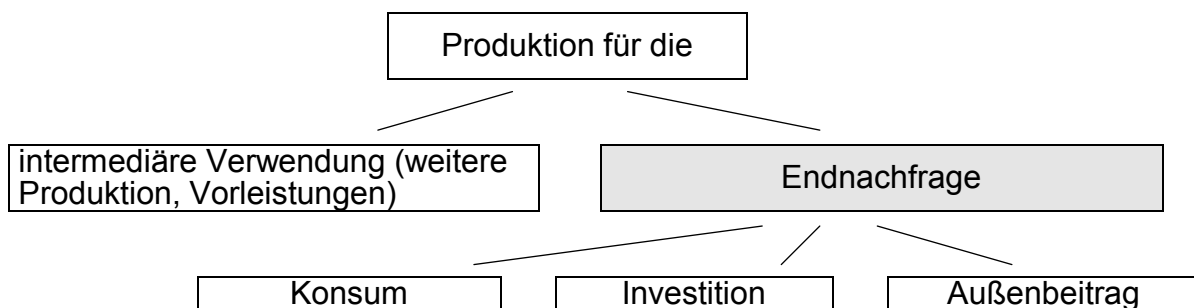 Produktion für die
intermediäre Verwendung (weitere
Produktion, Vorleistungen)
Endnachfrage
Konsum
Investition
Außenbeitrag